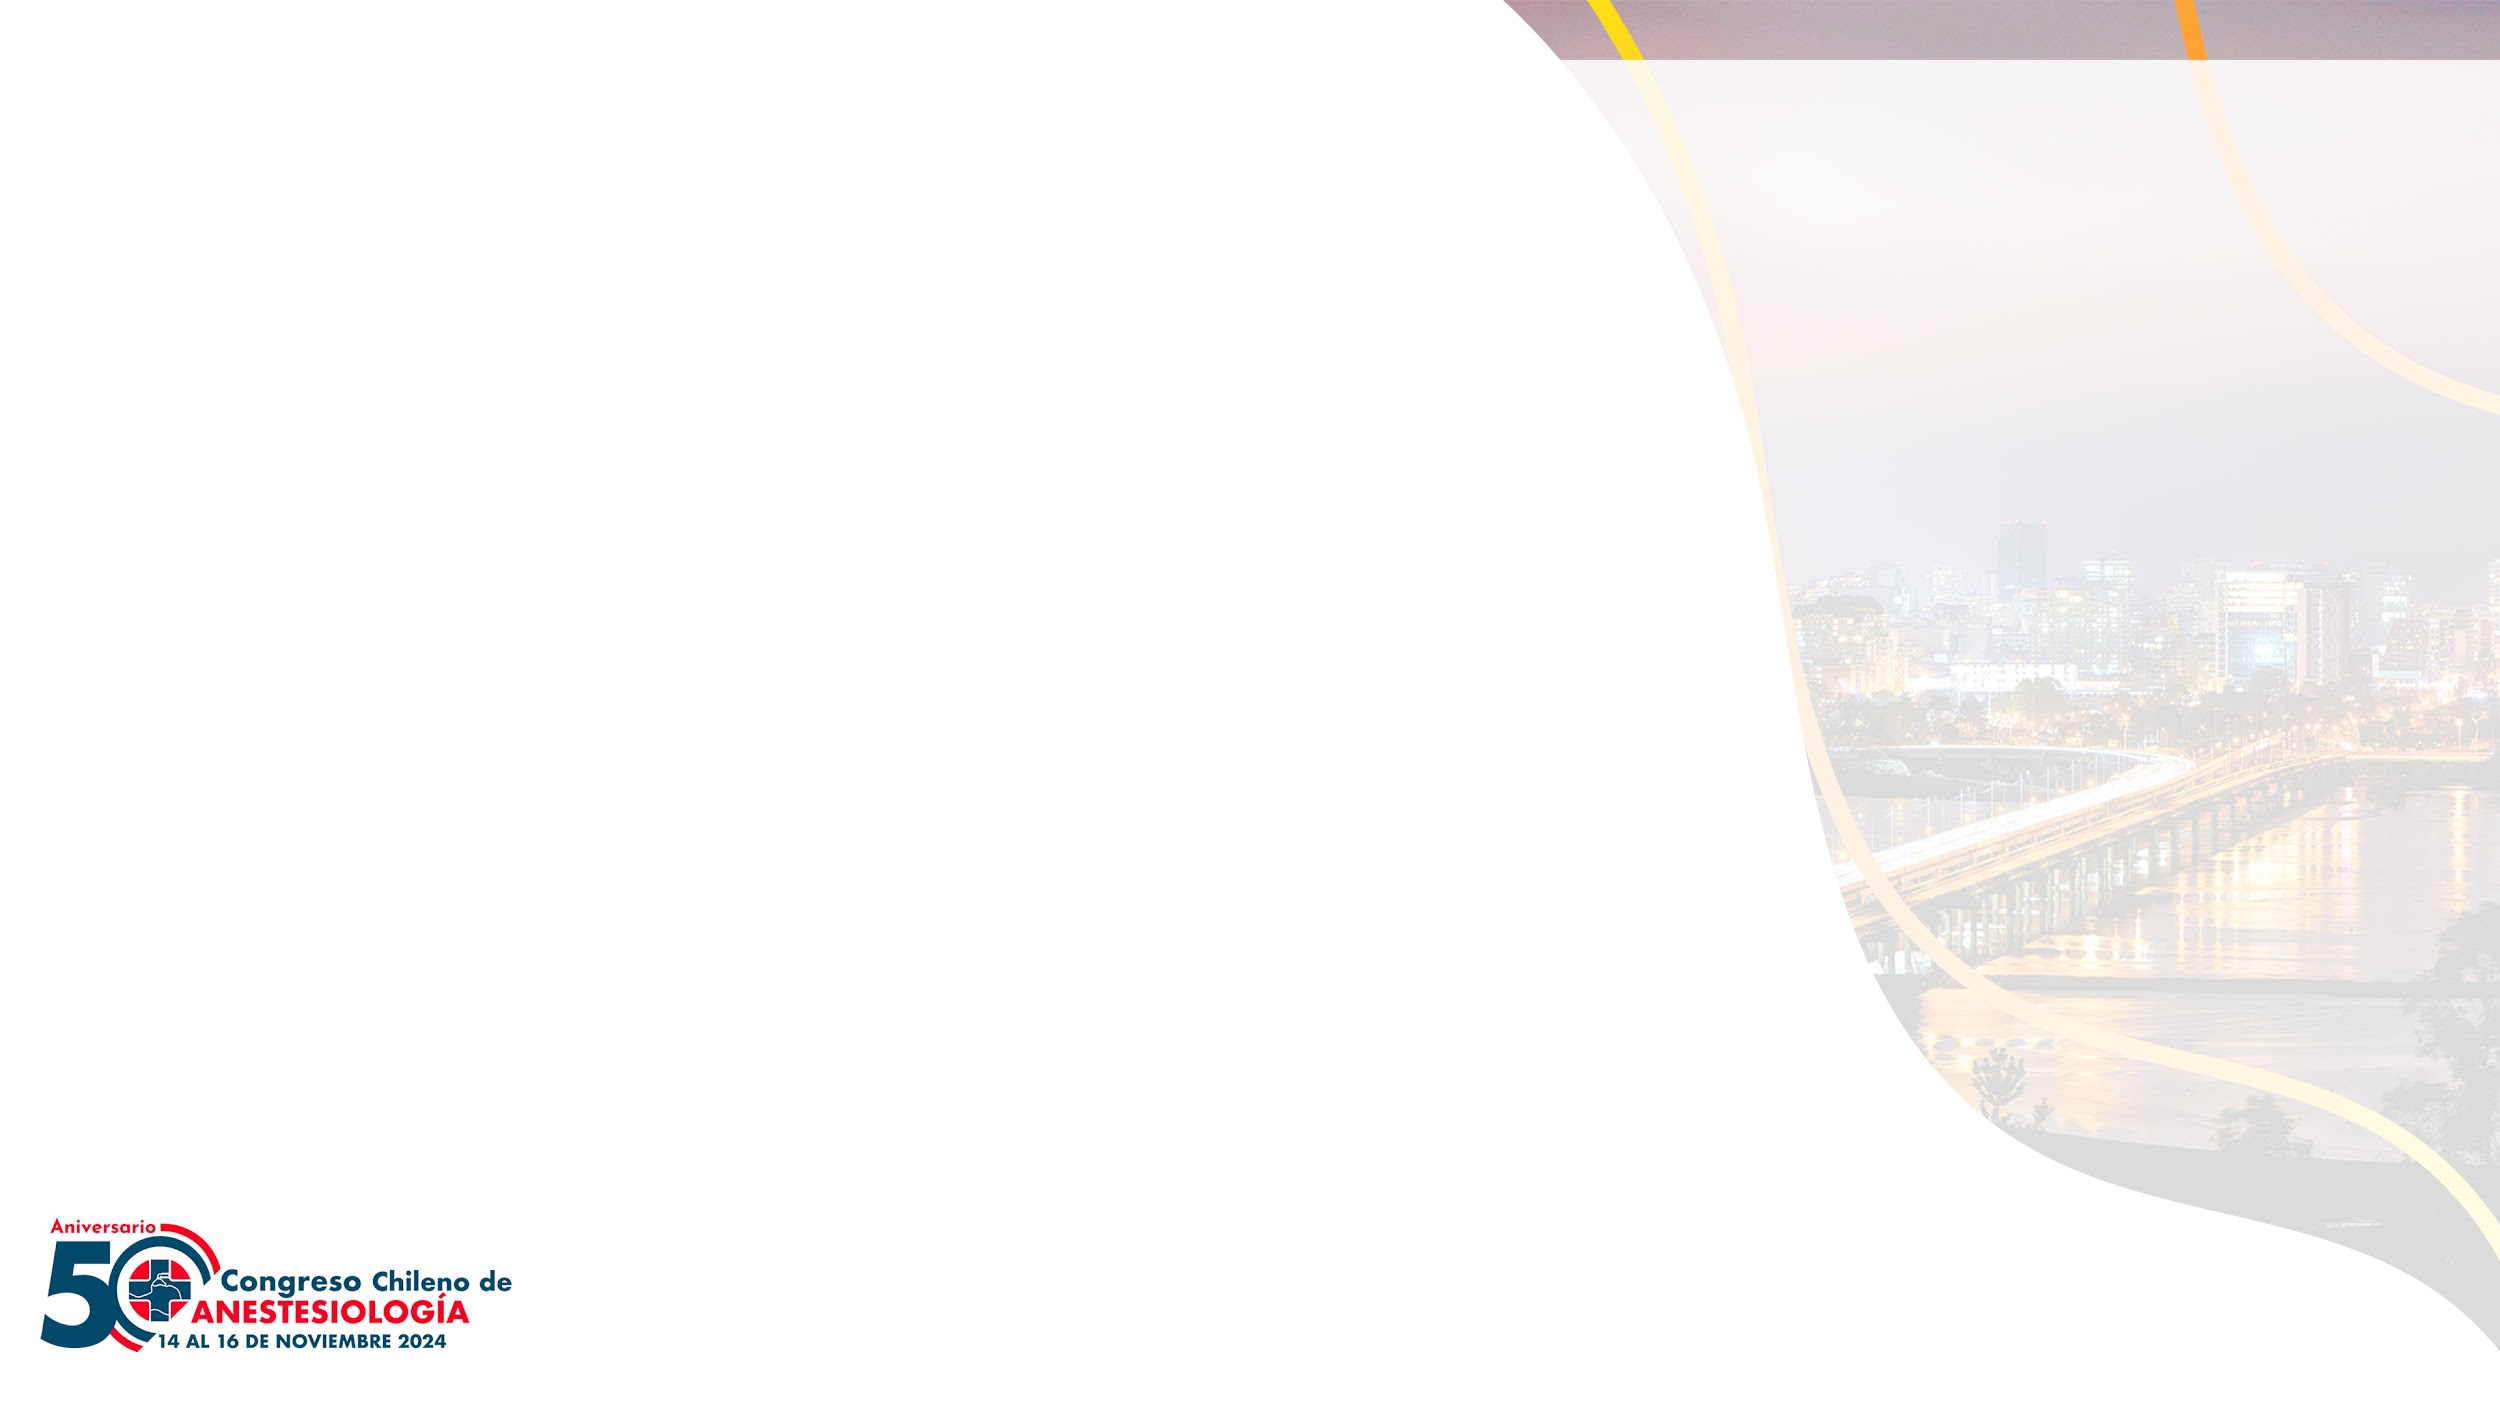 Aniversario
50
Congreso Chileno de
ANESTESIOLOGÍA
14 AL 16 DE NOVIEMBRE 2024